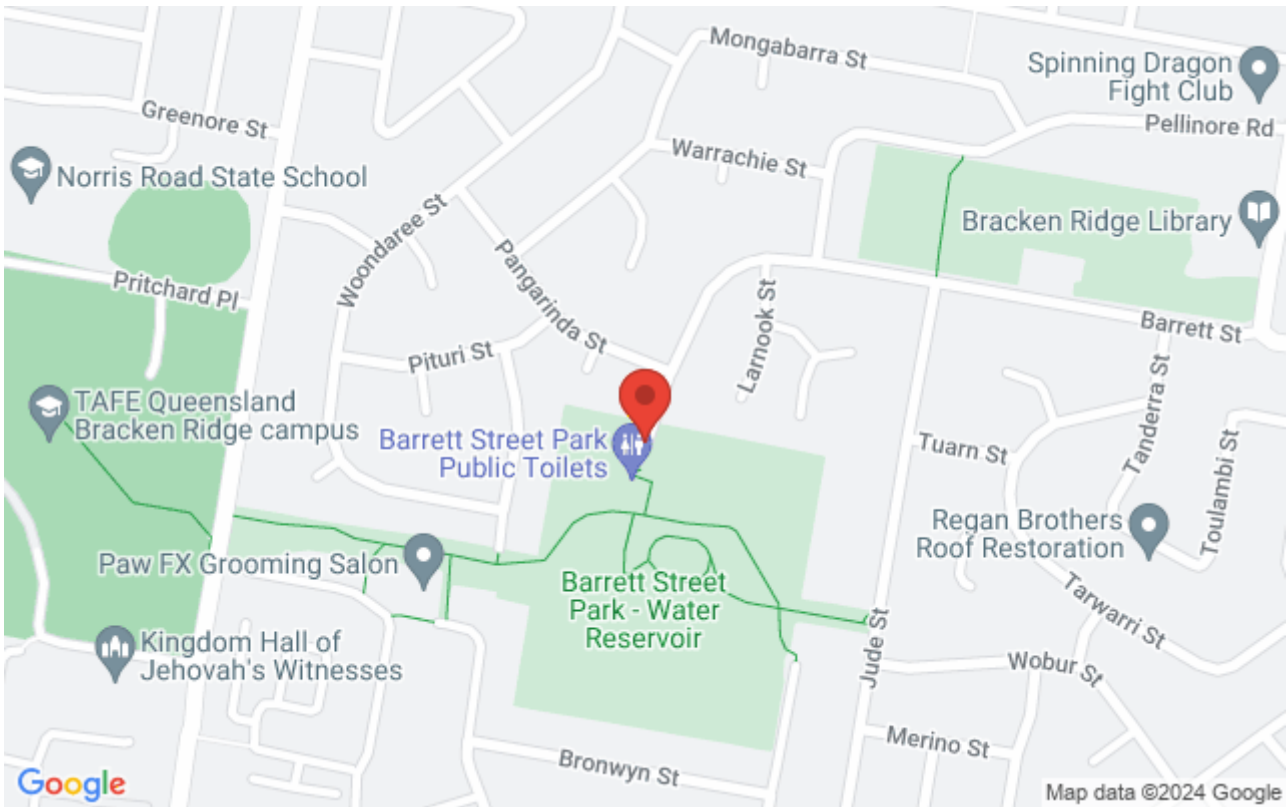 Mongabarra St
Spinning Dragon
Fight Club
Greenore St
Pellinore Rd
Warrachie St
Norris Road State School
Bracken Ridge Library
Woondaree St
Pangarinda St
Pritchard Pl
Larnook St
Barrett St
Pituri St
TAFE Queensland
Bracken Ridge campus
Barrett Street Park
Public Toilets
Tuarn St
Tanderra St
Toulambi St
Regan Brothers
Roof Restoration
Paw FX Grooming Salon
Barrett Street
Park - Water
Reservoir
Tarwarri St
Jude St
Kingdom Hall of
Jehovah's Witnesses
Wobur St
Merino St
Bronwyn St
Google
Map data ©2024 Google